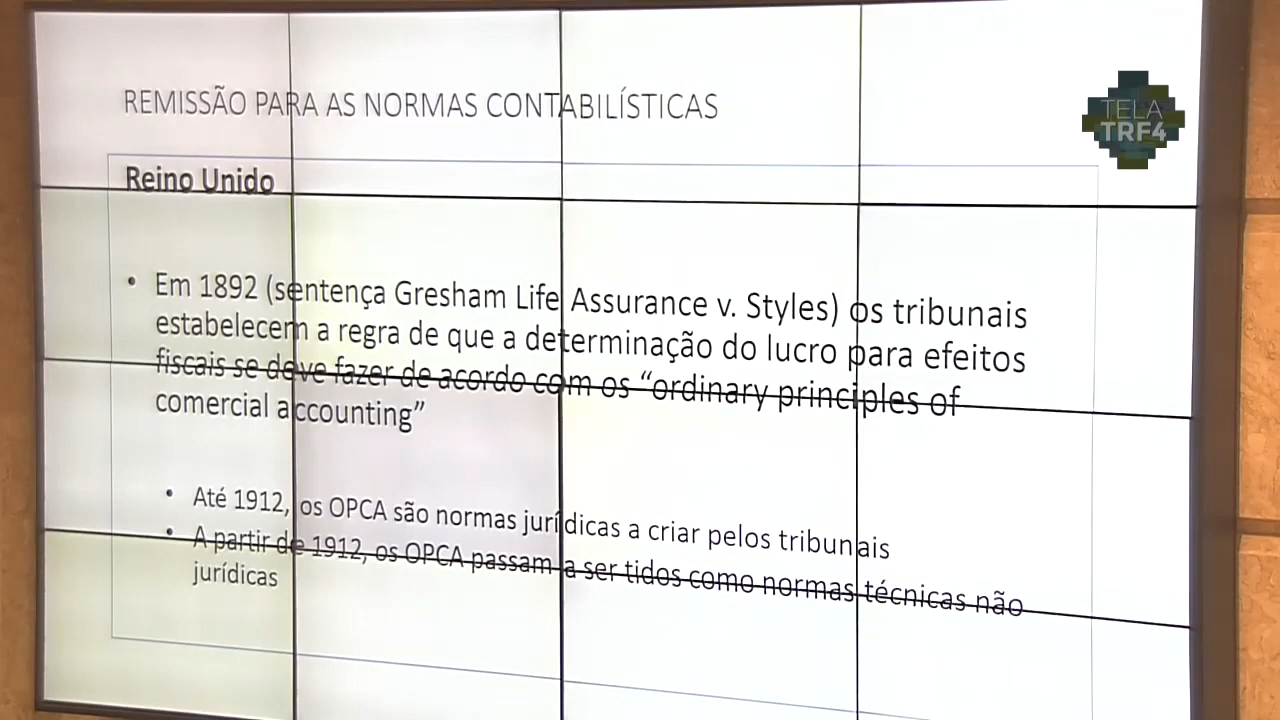 REMISSÃO PARA AS NORMAS CONTABILÍSTICAS
TELA
TRF4
Reino Unido
• Em 1892 (sentença Gresham Life Assurance v. Styles) os tribunais
estabelecem a regra de que a determinação do lucro para efeitos
fiscais se deve fazer de acordo com os “ordinary principles of
comercial accounting”
• Até 1912, os OPCA são normas jurídicas a criar pelos tribunais
• A partir de 1912, os OPCA passam a ser tidos como normas técnicas não
jurídicas